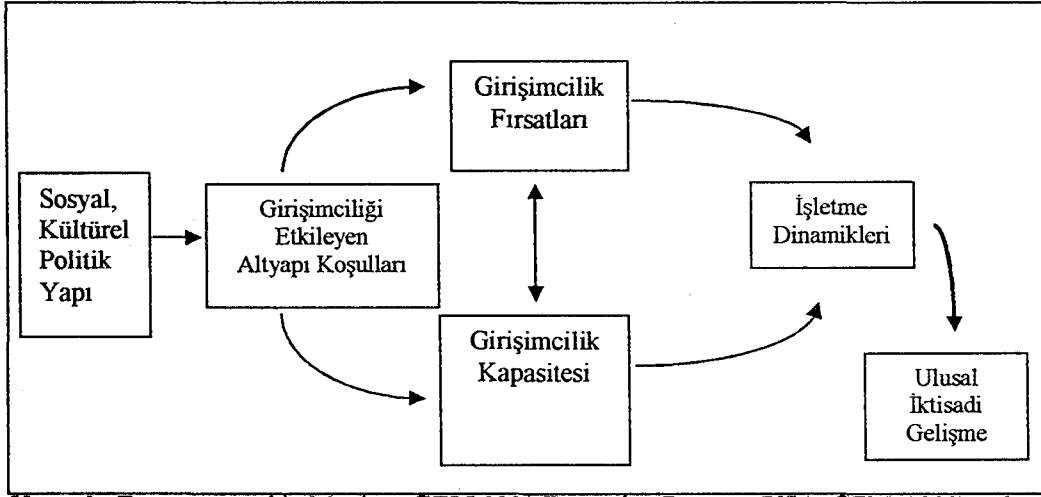 Sosyal,
Kültürel
Politik
Yapı
Girişimciliği
Etkileyen
Altyapı Koşulları
Girişimcilik
Fırsatları
Girişimcilik
Kapasitesi
İşletme
Dinamikleri
Ulusal
İktisadi
Gelişme